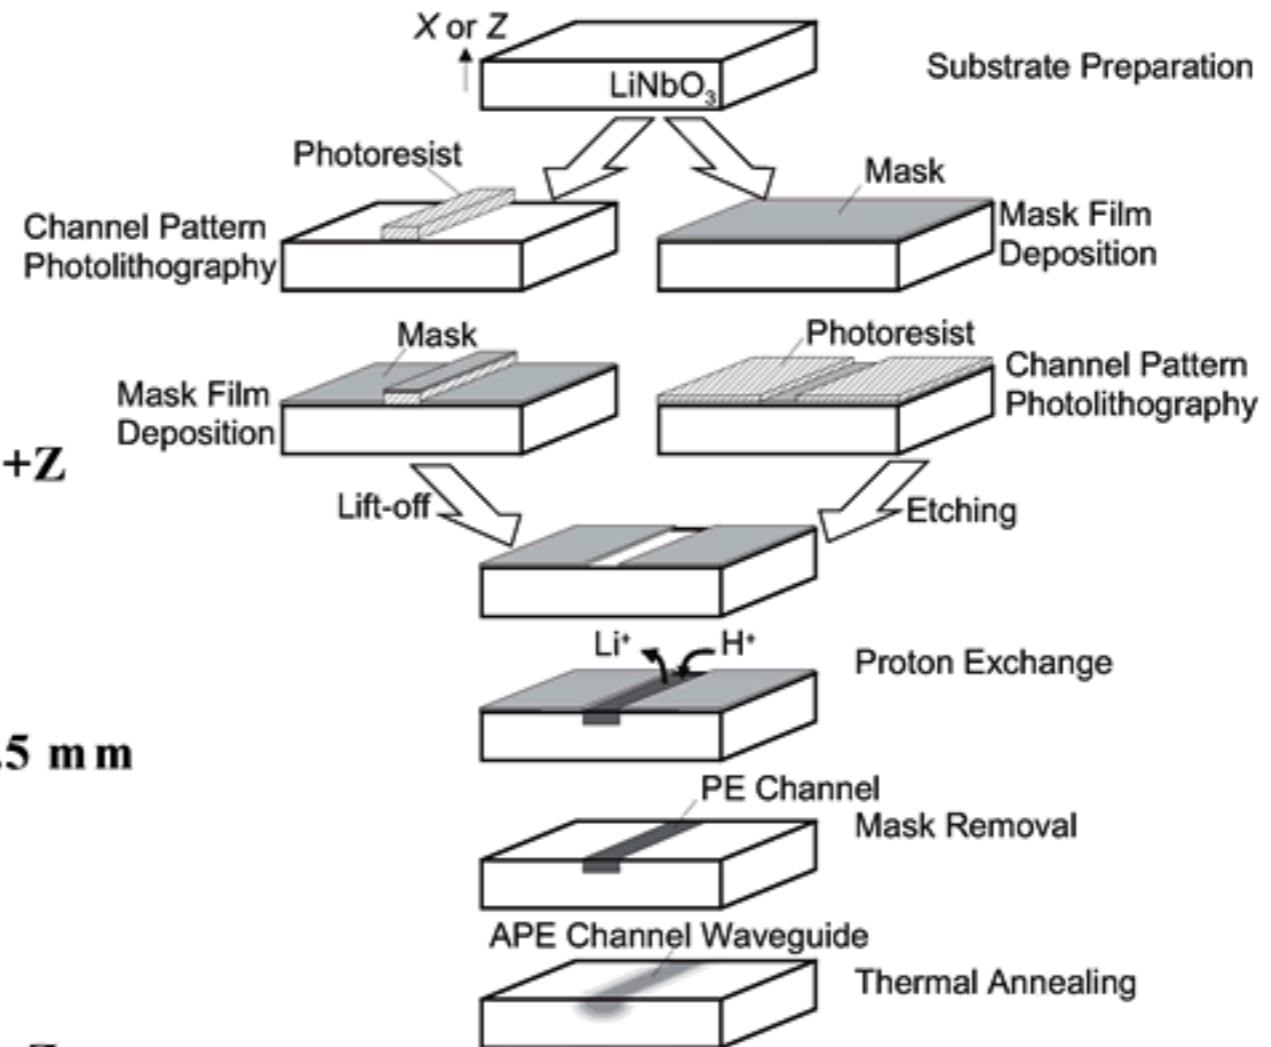 X or Z
LiNbO₃
Substrate Preparation
Photoresist
Channel Pattern
Photolithography
Mask
Mask Film
Deposition
Mask
Mask Film
Deposition
Photoresist
Channel Pattern
Photolithography
+Z
Lift-off
Etching
Li⁺
H⁺
Proton Exchange
.5 mm
PE Channel
Mask Removal
APE Channel Waveguide
Thermal Annealing